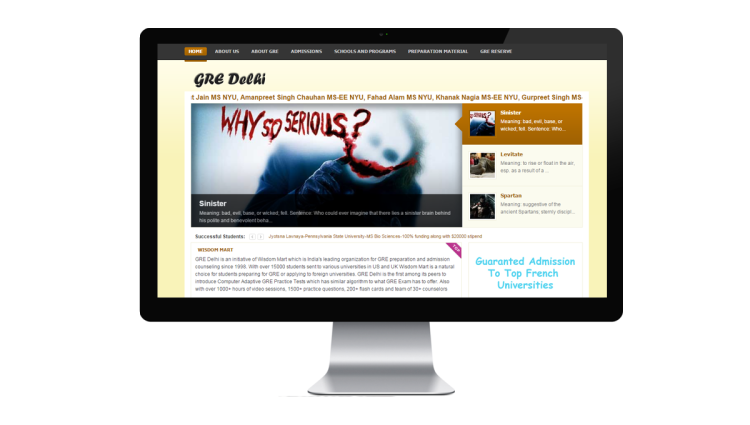 HOME ABOUT US ABOUT GRE ADMISSIONS SCHOOLS AND PROGRAMS PREPARATION MATERIAL GRE RESERVE
GRE Delhi
t Jain MS NYU, Amanpreet Singh Chauhan MS-EE NYU, Fahad Alam MS NYU, Khanak Nagia MS-EE NYU, Gurpreet Singh MS-
WHY SO SERIOUS?
Sinister
Meaning: bad, evil, base, or wicked; fell. Sentence: Who could ever imagine that there lies a sinister brain behind
his polite and benevolent beha...
Sinister
Meaning: bad, evil, base, or
wicked; fell. Sentence: Who...
Levitate
Meaning: to rise or float in the air,
esp. as a result of a ...
Spartan
Meaning: suggestive of the
ancient Spartans; sternly discipl...
Successful Students: Jyotsna Lavnaya-Pennsylvania State University-MS Bio Sciences-100% funding along with $20000 stipend
WISDOM MART
GRE Delhi is an initiative of Wisdom Mart which is India's leading organization for GRE preparation and admission
counseling since 1998. With over 15000 students sent to various universities in US and UK Wisdom Mart is a natural
choice for students preparing for GRE or applying to foreign universities. GRE Delhi is the first among its peers to
introduce Computer Adaptive GRE Practice Tests which has similar algorithm to what GRE Exam has to offer. Also
with over 1000+ hours of video sessions, 1500+ practice questions, 200+ flash cards and team of 30+ counselors
Guaranted Admission
To Top French
Universities